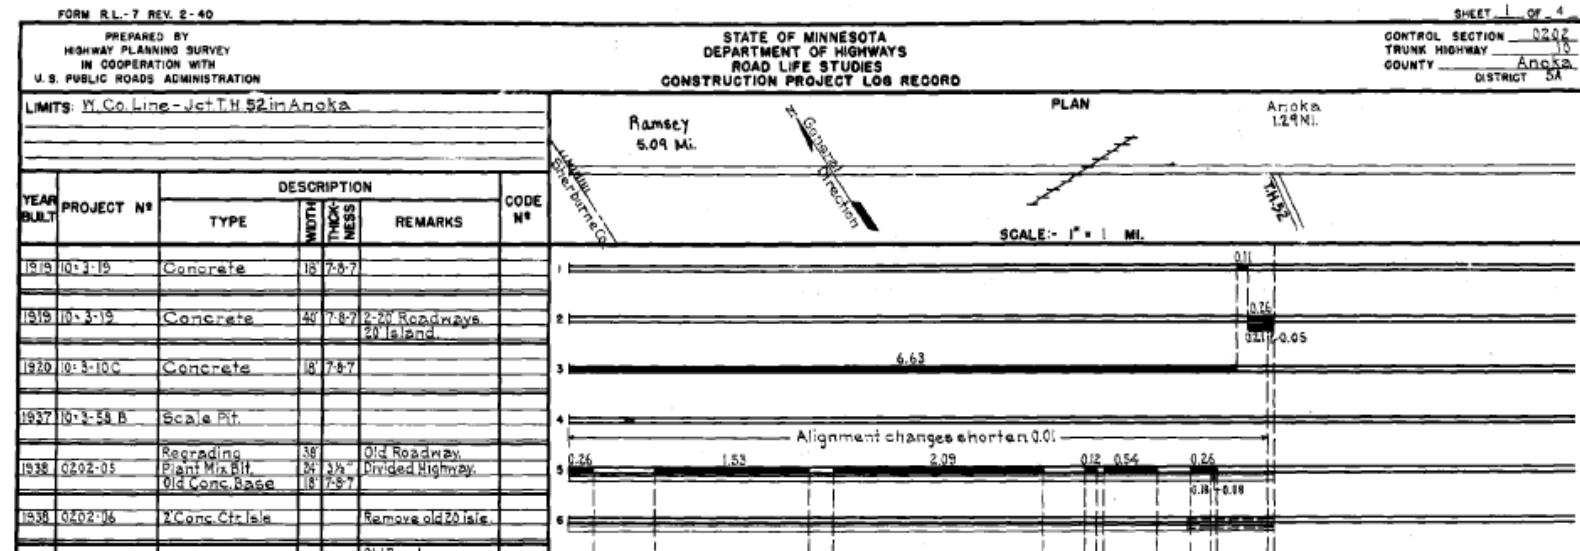 FORM R.L.-7 REV. 2-40
SHEET 1 OF 4
PREPARED BY
HIGHWAY PLANNING SURVEY
IN COOPERATION WITH
U. S. PUBLIC ROADS ADMINISTRATION
STATE OF MINNESOTA
DEPARTMENT OF HIGHWAYS
ROAD LIFE STUDIES
CONSTRUCTION PROJECT LOG RECORD
CONTROL SECTION 0202
TRUNK HIGHWAY 10
COUNTY Anoka
DISTRICT 5A
LIMITS: W. Co. Line - Jct. T.H. 52 in Anoka
PLAN
Ramsey
5.09 Mi.
N
General Direction
Anoka
1.29 Mi.
Sherburne Co.
T.H. 52
SCALE:- 1" = 1 MI.
YEAR BUILT
PROJECT Nº
DESCRIPTION
TYPE
WIDTH
THICK-NESS
REMARKS
CODE Nº
1919 10-3-19 Concrete 18' 7-8-7
1 0.11
1919 10-3-19 Concrete 40' 7-8-7 2-20' Roadways.
20' Island.
2 0.26
0.21 0.05
1920 10-3-10C Concrete 18' 7-8-7
3 6.63
1937 10-3-58 B Scale Pit.
4
Alignment changes shorten 0.01
Regrading 38' Old Roadway.
1938 0202-05 Plant Mix Bit. 24' 3½" Divided Highway.
Old Conc. Base 18' 7-8-7
5 0.26 1.53 2.09 0.12 0.54 0.26
0.18 0.08
1938 0202-06 2' Conc. Ctr. Isle Remove old 20' isle.
6